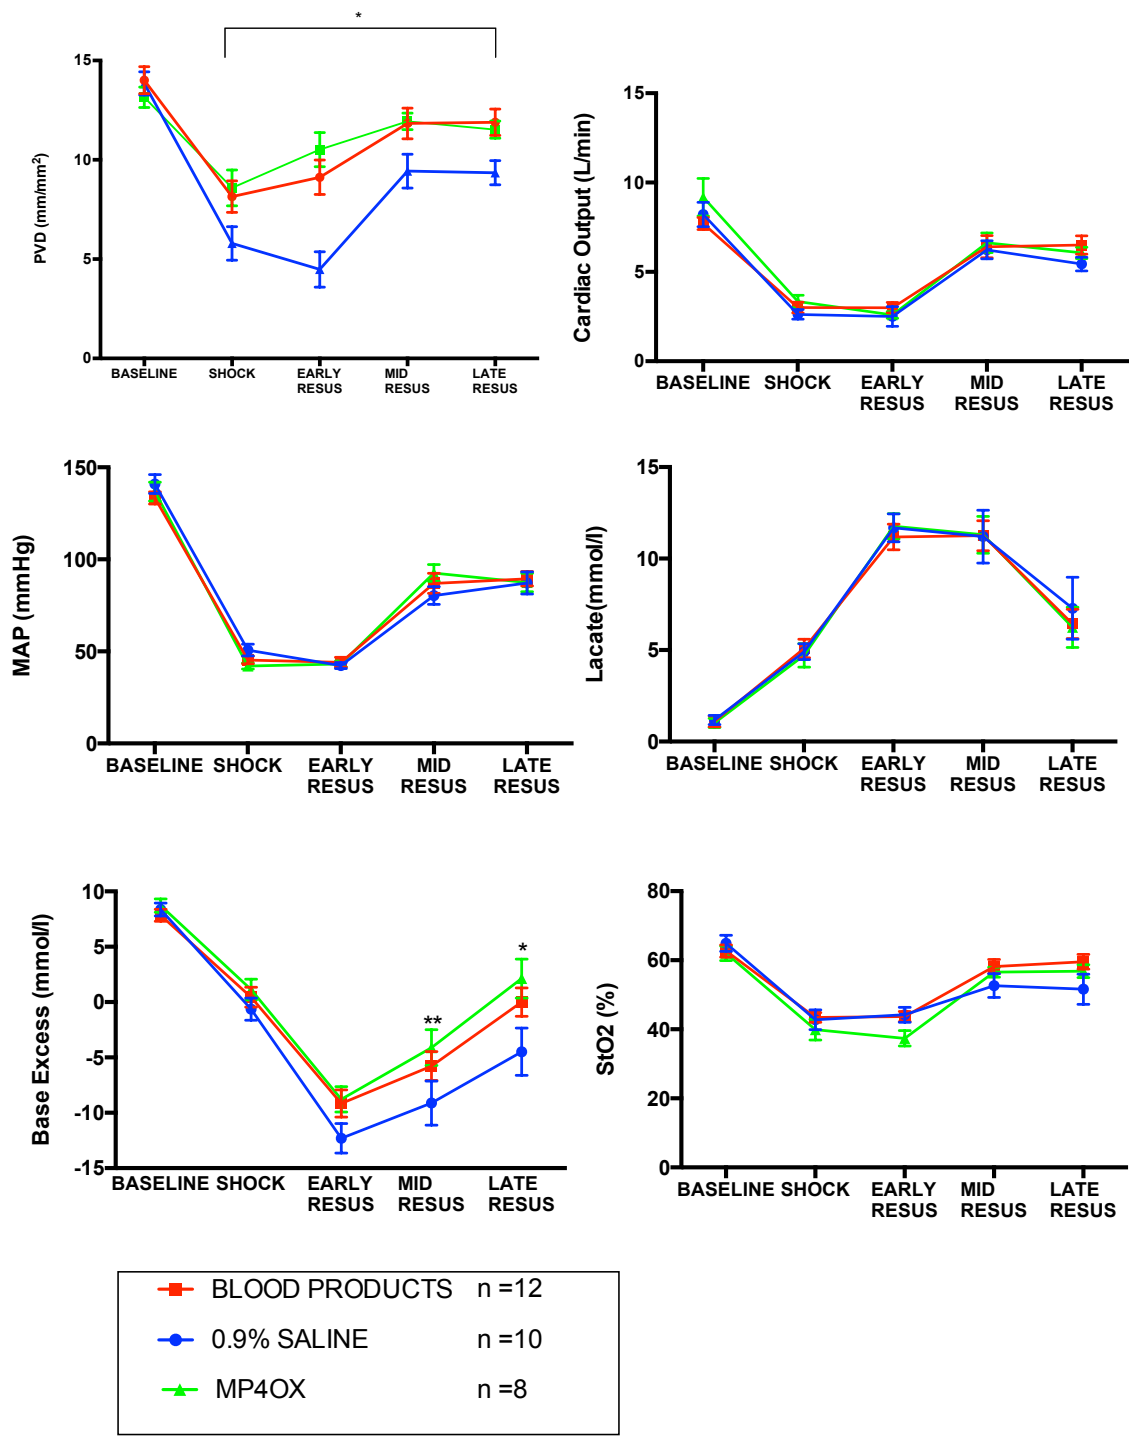 *
15
10
5
0
PVD (mm/mm²)
BASELINE SHOCK EARLY MID LATE
RESUS RESUS RESUS
15
10
5
0
Cardiac Output (L/min)
BASELINE SHOCK EARLY MID LATE
RESUS RESUS RESUS
150
100
50
0
MAP (mmHg)
BASELINE SHOCK EARLY MID LATE
RESUS RESUS RESUS
15
10
5
0
Lacate(mmol/l)
BASELINE SHOCK EARLY MID LATE
RESUS RESUS RESUS
10
5
0
-5
-10
-15
Base Excess (mmol/l)
**
*
BASELINE SHOCK EARLY MID LATE
RESUS RESUS RESUS
80
60
40
20
0
StO2 (%)
BASELINE SHOCK EARLY MID LATE
RESUS RESUS RESUS
BLOOD PRODUCTS n =12
0.9% SALINE n =10
MP4OX n =8